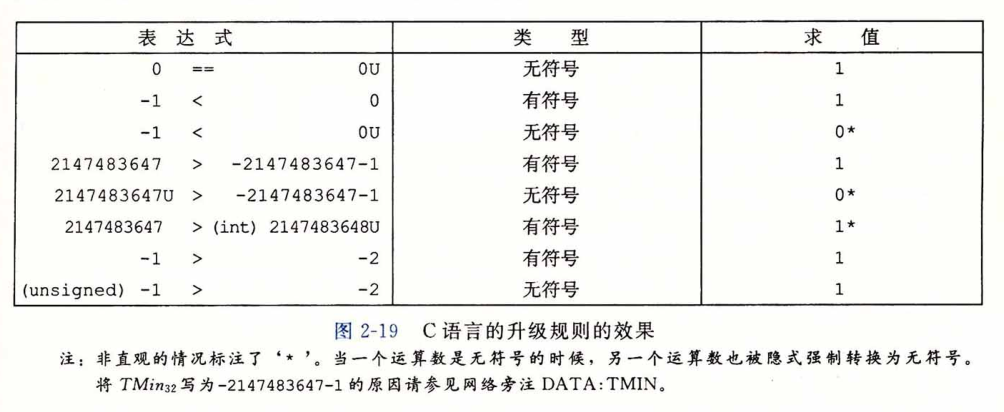 表 达 式 类 型 求 值
0 == 0U 无符号 1
-1 < 0 有符号 1
-1 < 0U 无符号 0*
2147483647 > -2147483647-1 有符号 1
2147483647U > -2147483647-1 无符号 0*
2147483647 > (int) 2147483648U 有符号 1*
-1 > -2 有符号 1
(unsigned) -1 > -2 无符号 1
图 2-19 C 语言的升级规则的效果
注：非直观的情况标注了‘*’。当一个运算数是无符号的时候，另一个运算数也被隐式强制转换为无符号。
将 TMin32写为-2147483647-1 的原因请参见网络旁注 DATA:TMIN。